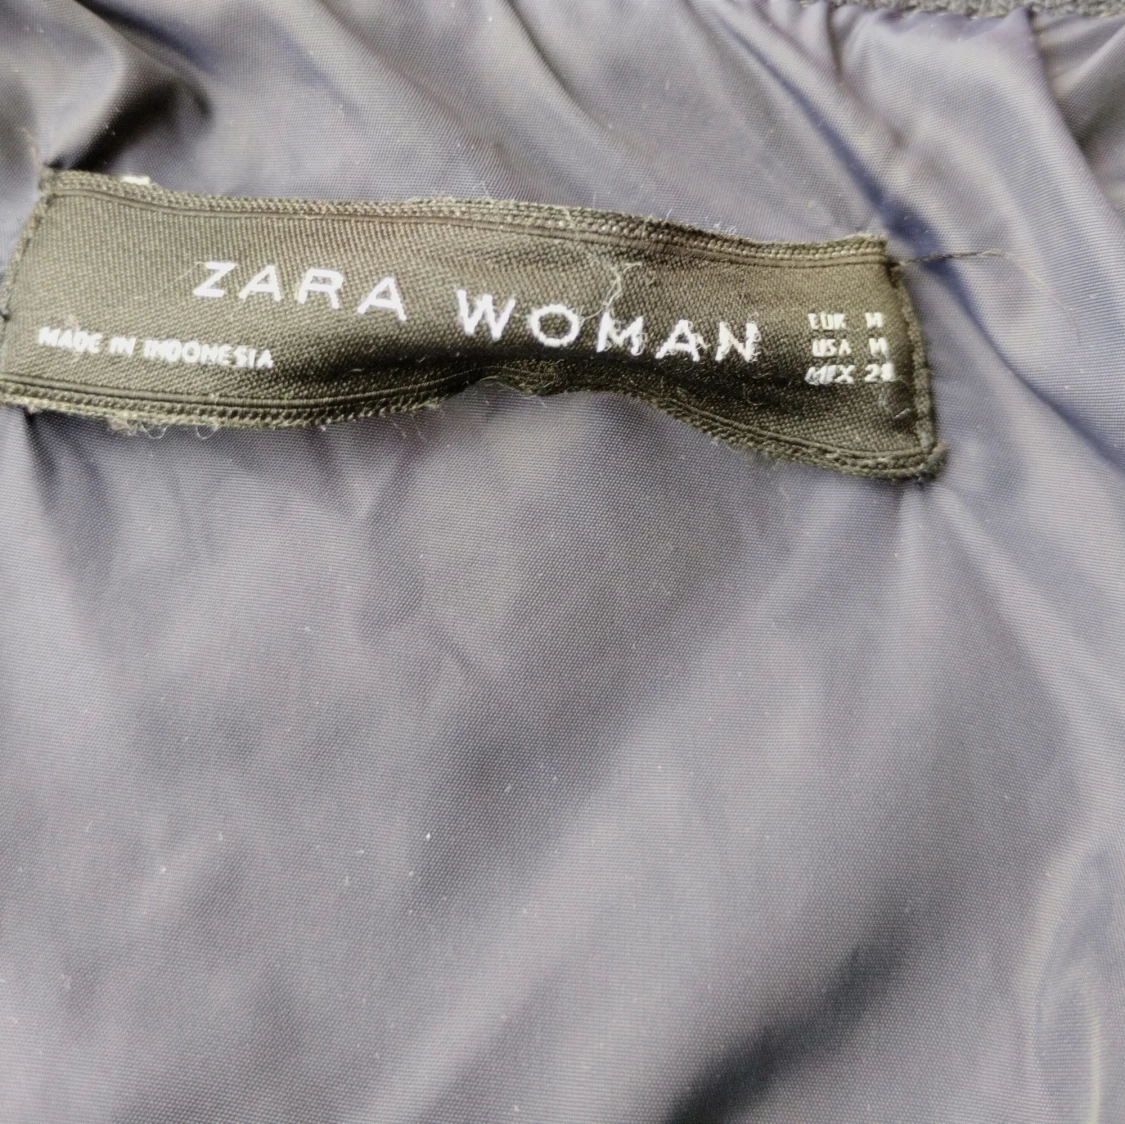 ZARA WOMAN
MADE IN INDONESIA
EUR M
USA M
MEX 28